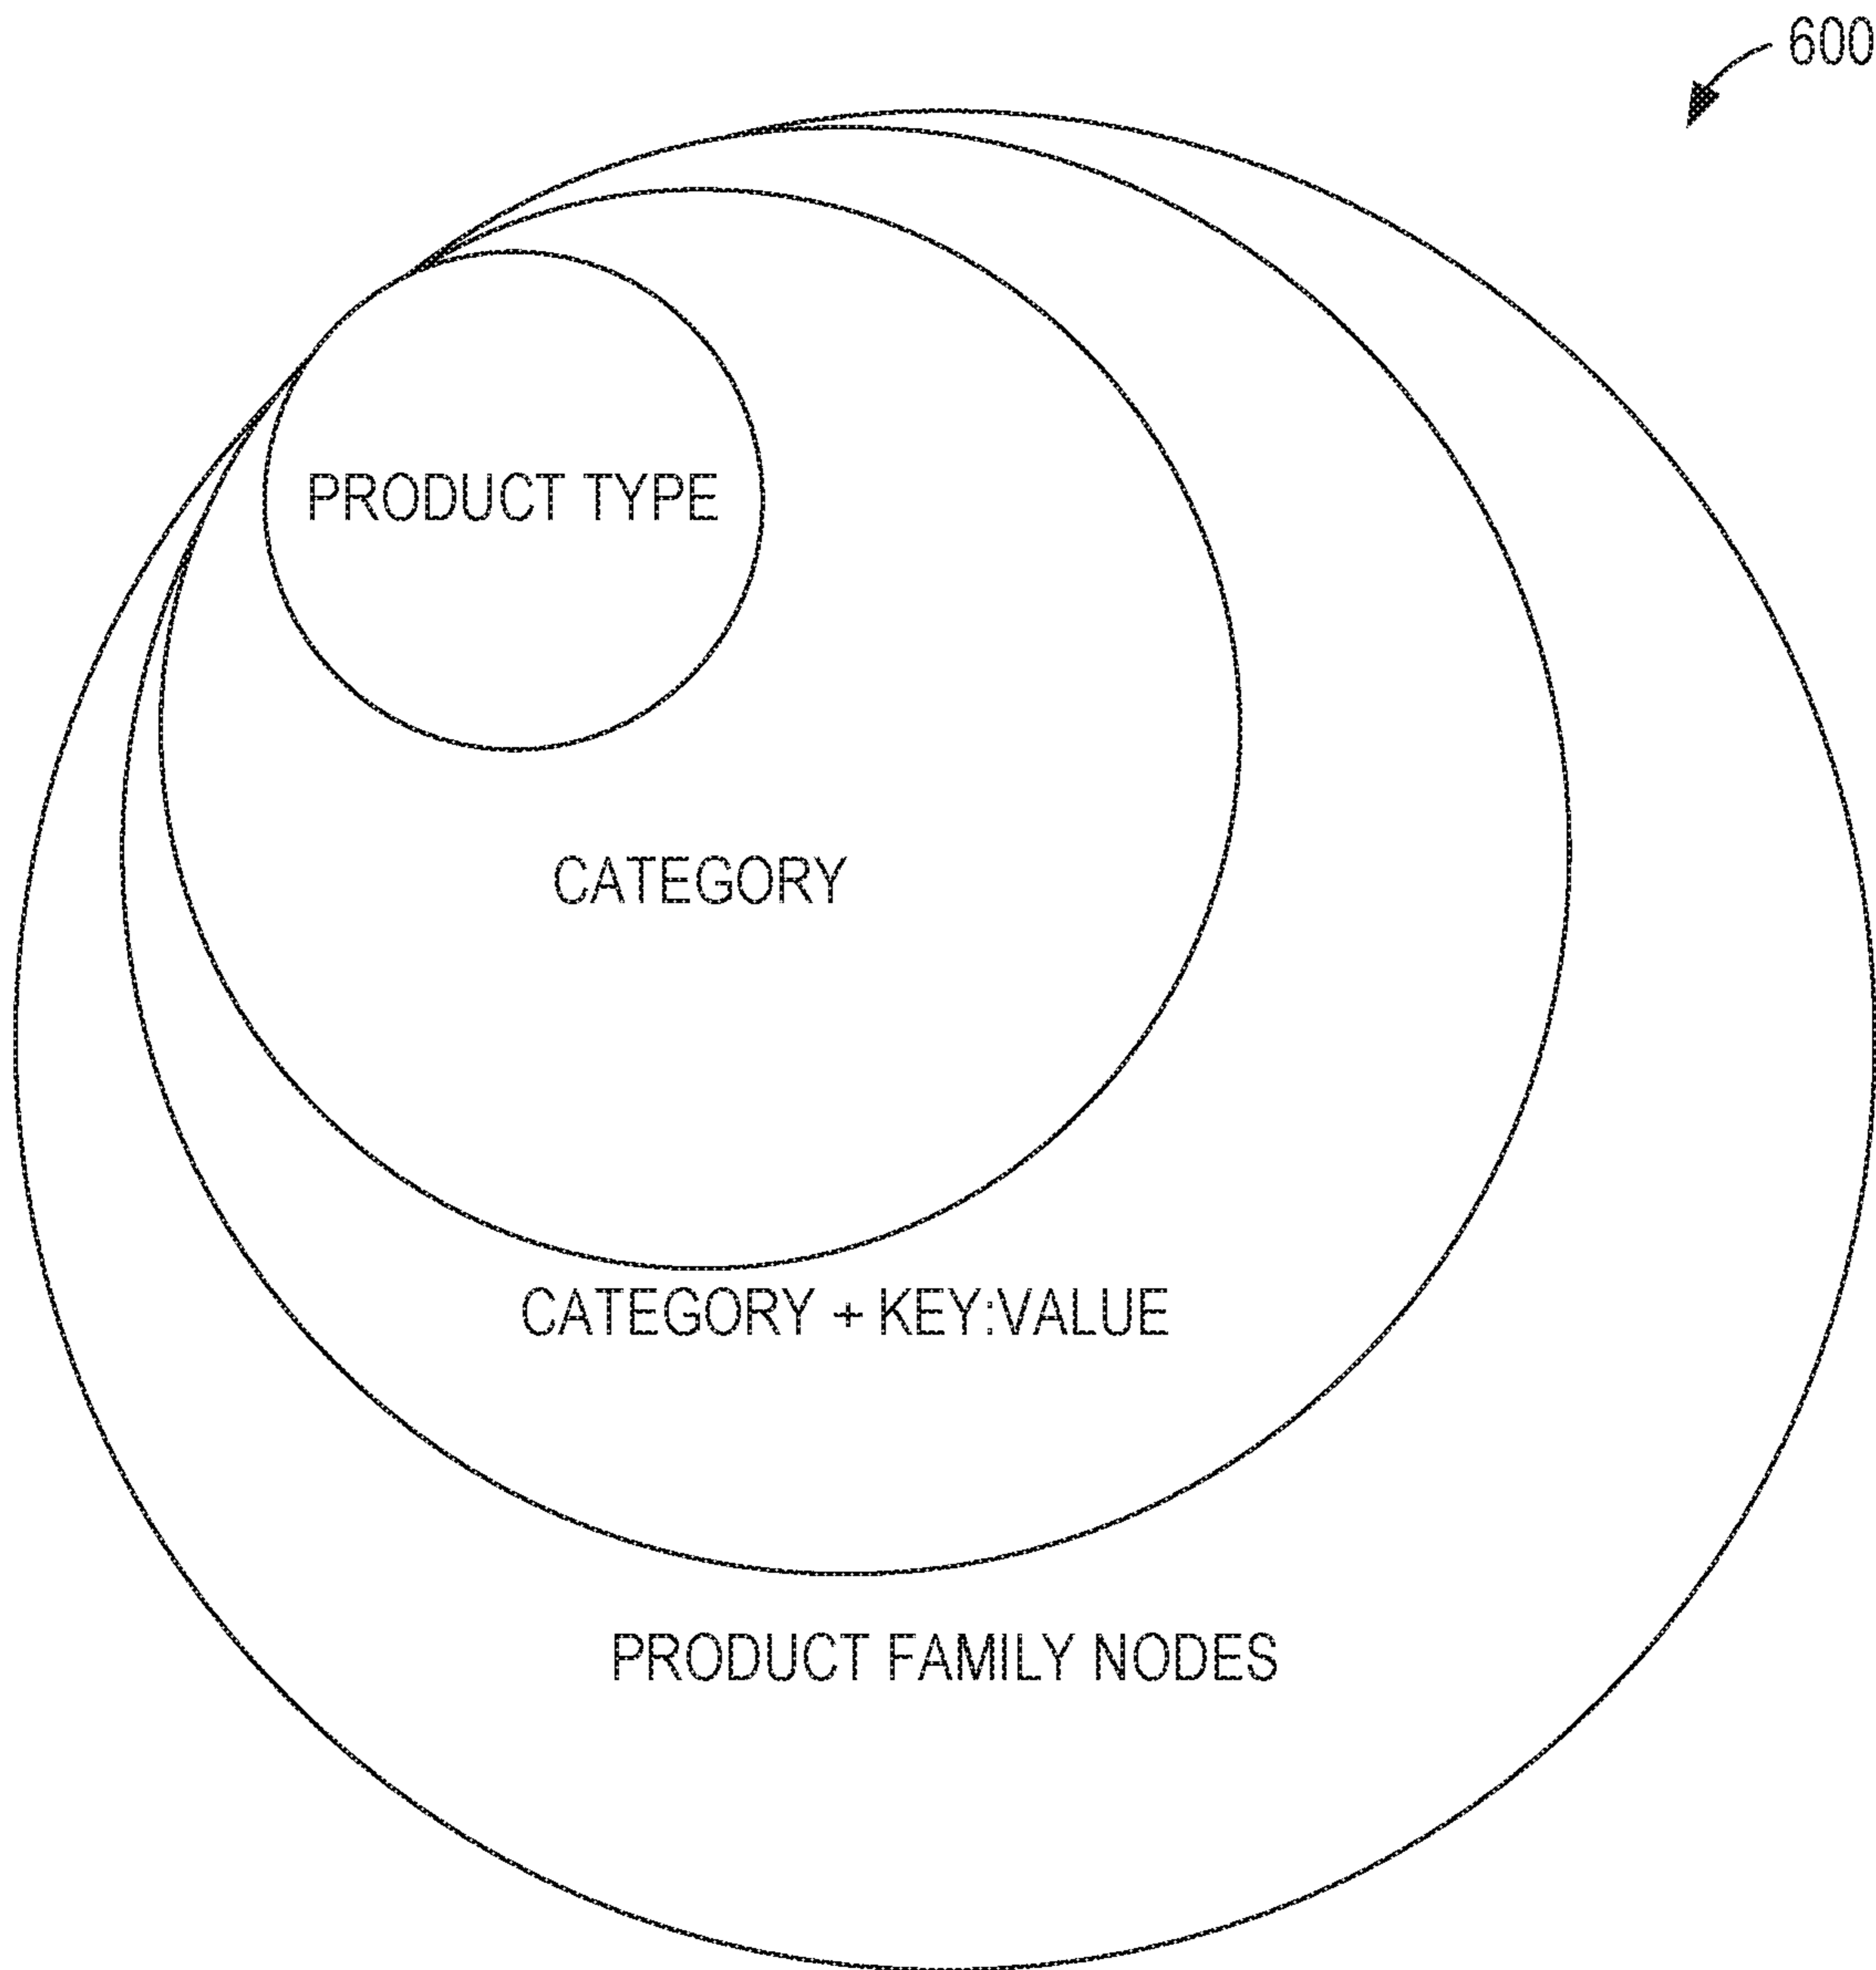 600
PRODUCT TYPE
CATEGORY
CATEGORY + KEY:VALUE
PRODUCT FAMILY NODES